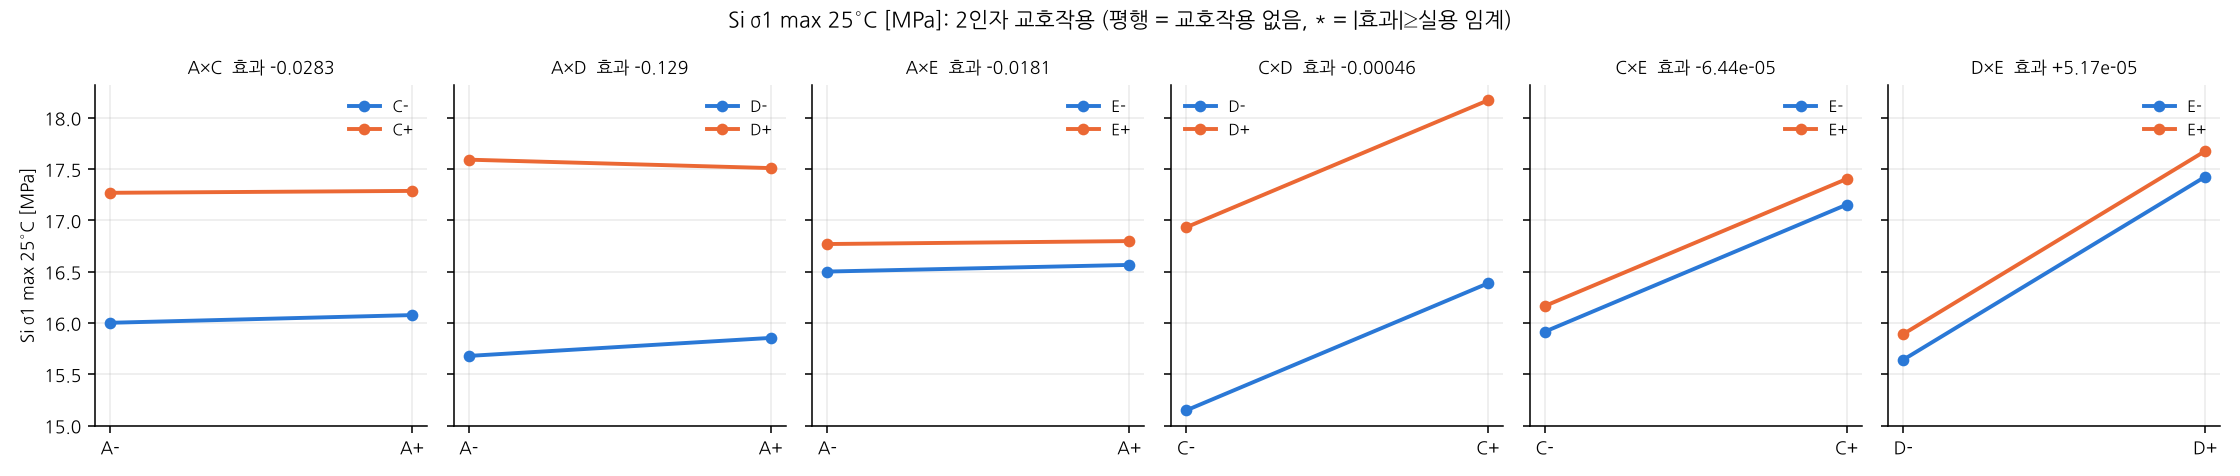 Si σ1 max 25°C [MPa]: 2인자 교호작용 (평행 = 교호작용 없음, * = |효과|≥실용 임계)
A×C 효과 -0.0283
A×D 효과 -0.129
A×E 효과 -0.0181
C×D 효과 -0.00046
C×E 효과 -6.44e-05
D×E 효과 +5.17e-05
C-
C+
D-
D+
E-
E+
D-
D+
E-
E+
E-
E+
Si σ1 max 25°C [MPa]
18.0
17.5
17.0
16.5
16.0
15.5
15.0
A-
A+
A-
A+
A-
A+
C-
C+
C-
C+
D-
D+